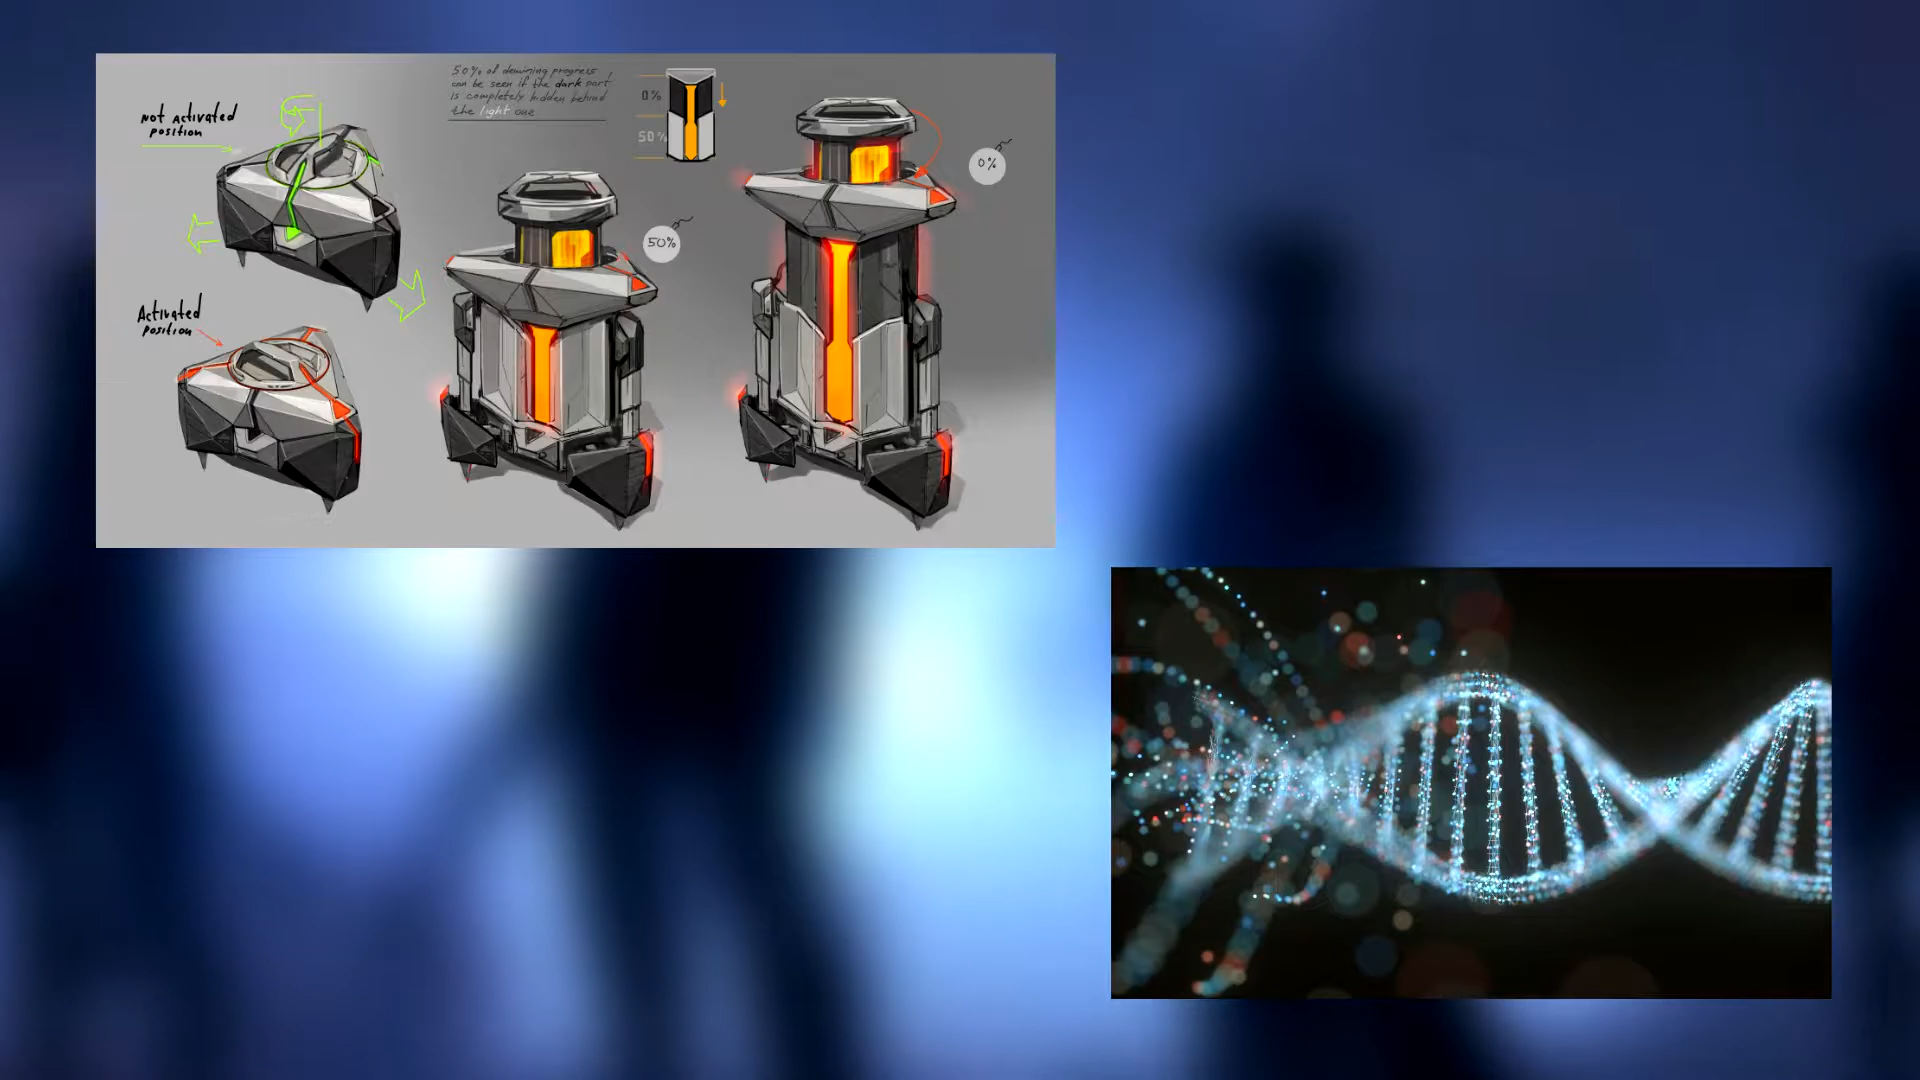 not activated
position
Activated
position
50% of demining progress
can be seen if the dark part
is completely hidden behind
the light one
0%
50%
50%
0%